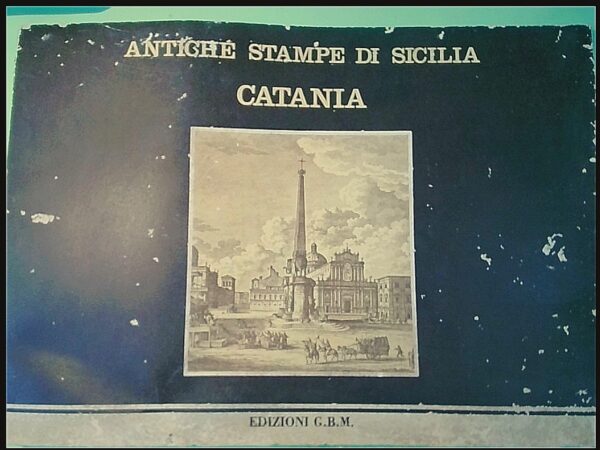 ANTICHE STAMPE DI SICILIA
CATANIA
EDIZIONI G.B.M.